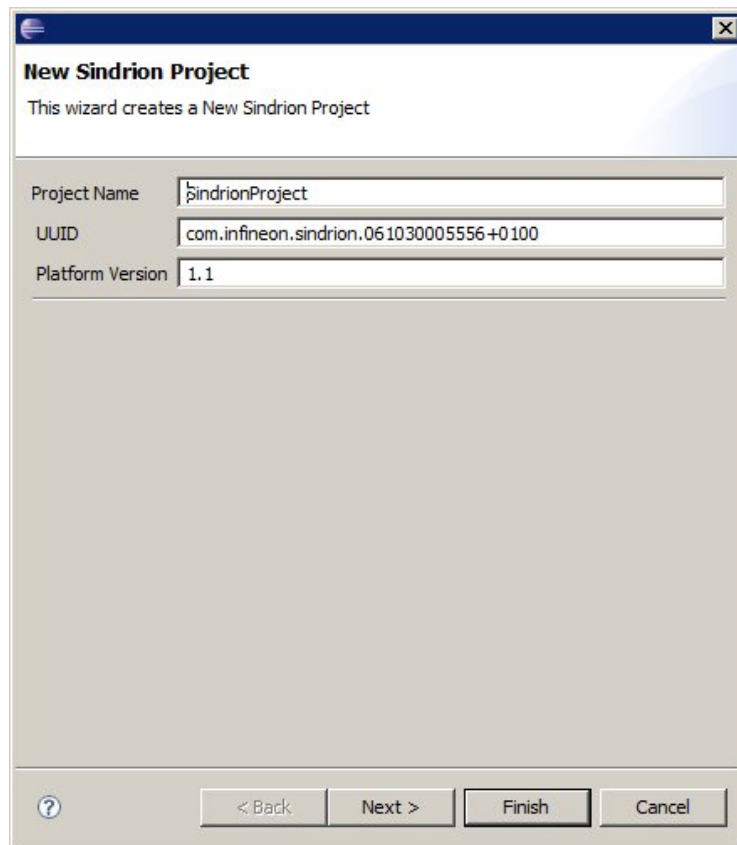 New Sindrion Project
This wizard creates a New Sindrion Project
Project Name SindrionProject
UUID com.infineon.sindrion.061030005556+0100
Platform Version 1.1
? < Back Next > Finish Cancel